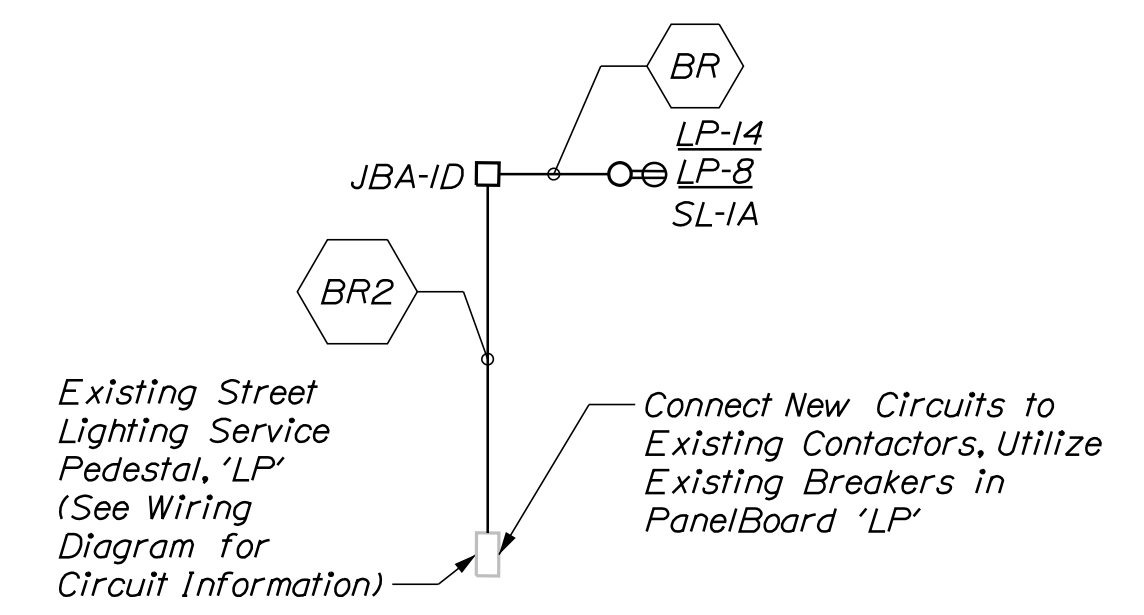 BR
LP-14
LP-8
SL-1A
JBA-1D
BR2
Existing Street
Lighting Service
Pedestal, 'LP'
(See Wiring
Diagram for
Circuit Information)
Connect New Circuits to
Existing Contactors, Utilize
Existing Breakers in
PanelBoard 'LP'